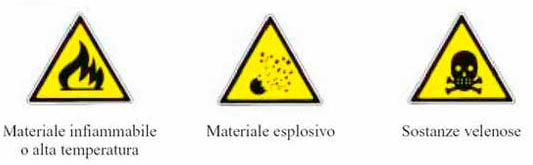 Materiale infiammabile
o alta temperatura
Materiale esplosivo
Sostanze velenose